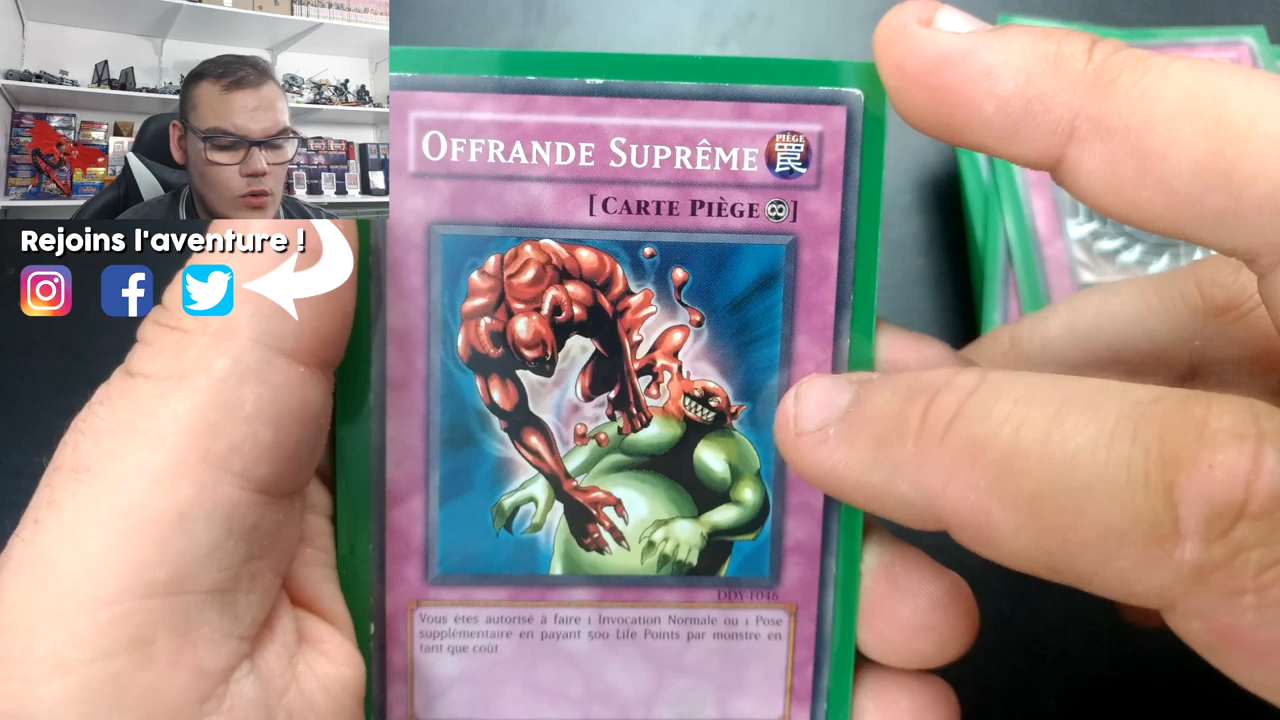 Rejoins l'aventure !
OFFRANDE SUPRÊME
PIÈGE
罠
[CARTE PIÈGE ]
DDY-F046
Vous êtes autorisé à faire 1 Invocation Normale ou 1 Pose
supplémentaire en payant 500 Life Points par monstre en
tant que coût.